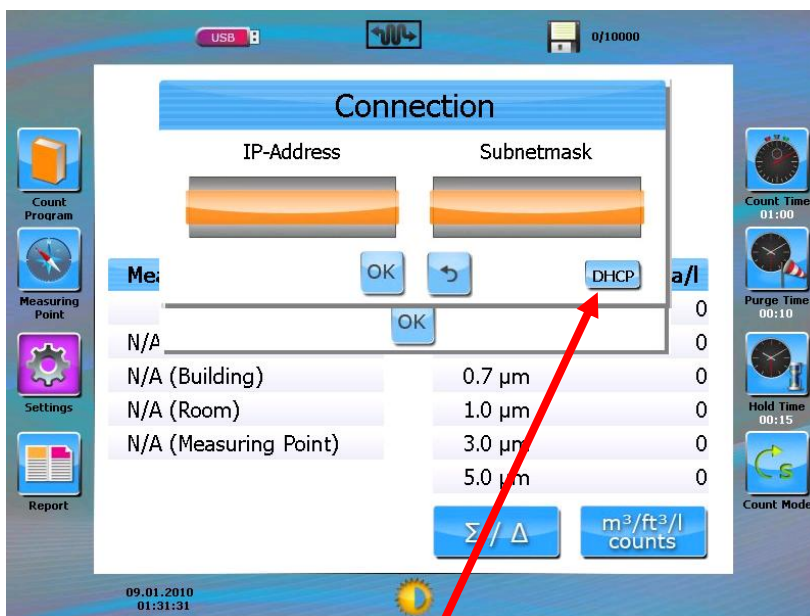 USB
0/10000
Connection
IP-Address
Subnetmask
OK
DHCP
OK
Count
Program
Measuring
Point
Settings
Report
a/l
0
N/A
0
N/A (Building)
0.7 µm
0
N/A (Room)
1.0 µm
0
N/A (Measuring Point)
3.0 µm
0
5.0 µm
0
Σ / Δ
m³/ft³/l
counts
Count Time
01:00
Purge Time
00:10
Hold Time
00:15
S
Count Mode
09.01.2010
01:31:31